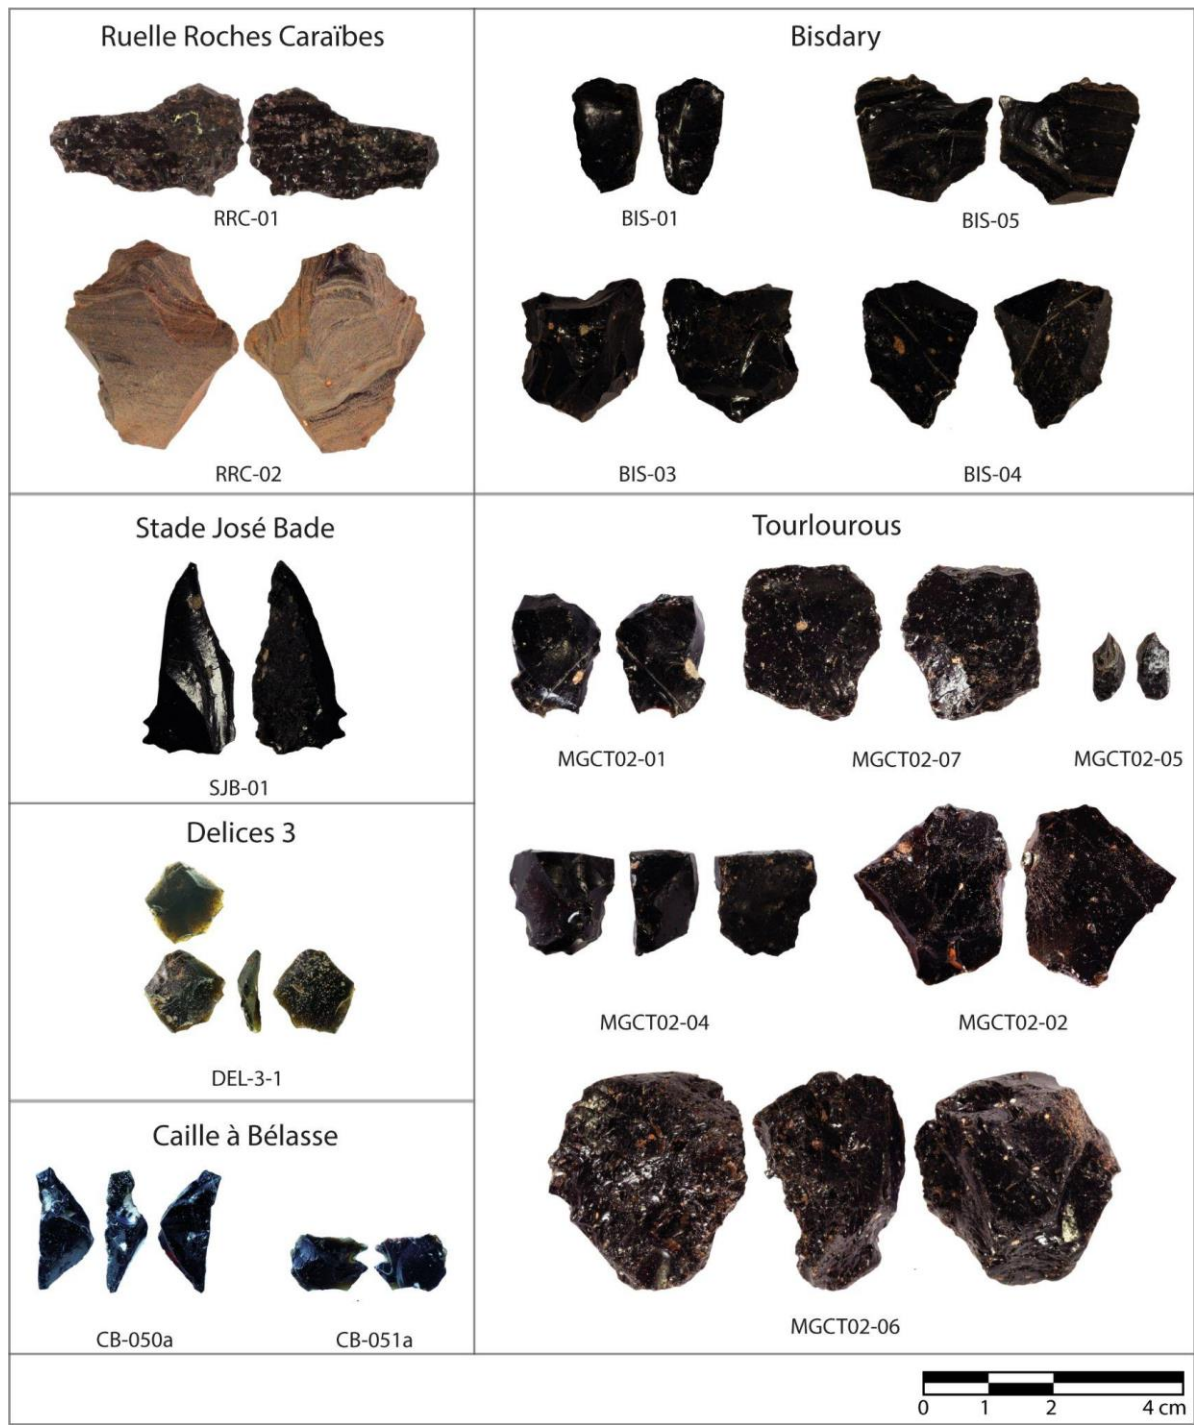 Ruelle Roches Caraïbes
RRC-01
RRC-02
Bisdary
BIS-01
BIS-05
BIS-03
BIS-04
Stade José Bade
SJB-01
Tourlourous
MGCT02-01
MGCT02-07
MGCT02-05
MGCT02-04
MGCT02-02
MGCT02-06
Delices 3
DEL-3-1
Caille à Bélasse
CB-050a
CB-051a
0 1 2 4 cm